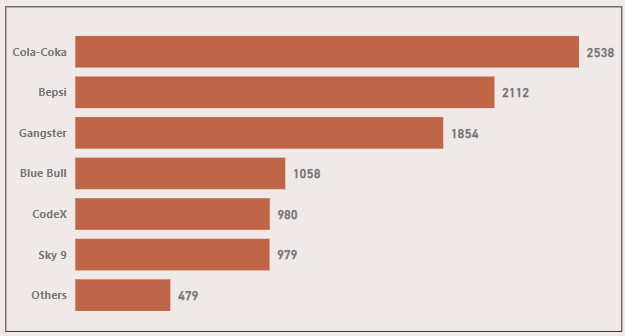 Cola-Coka 2538
Bepsi 2112
Gangster 1854
Blue Bull 1058
CodeX 980
Sky 9 979
Others 479